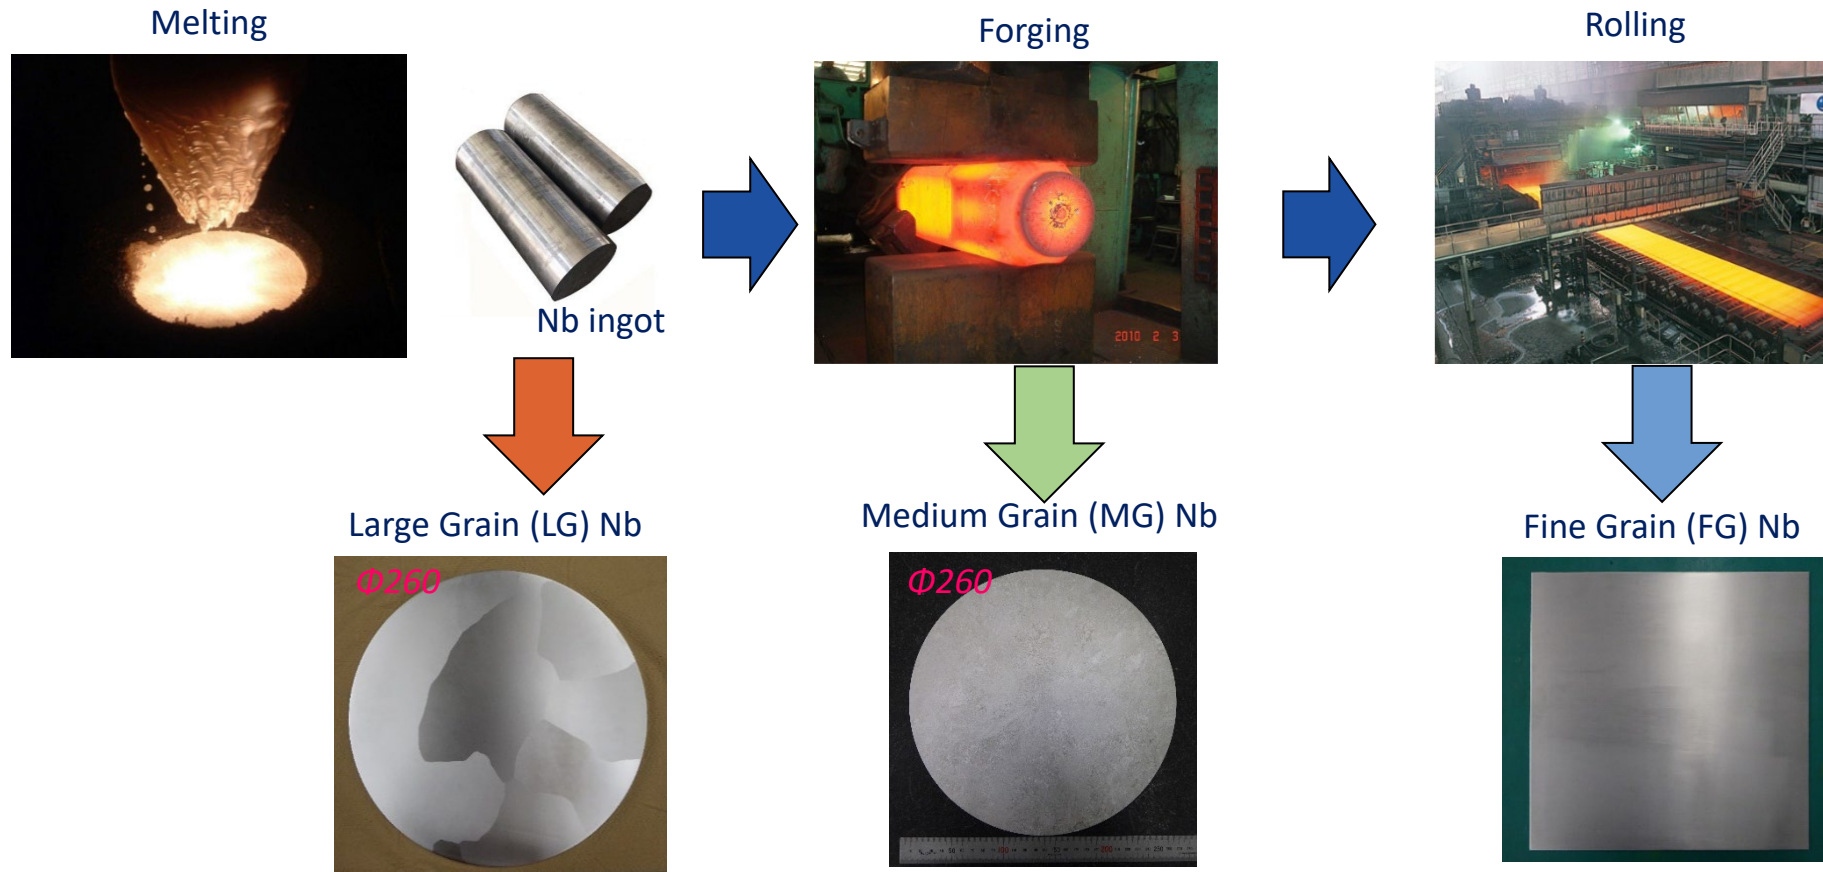 Melting
Forging
Rolling
Nb ingot
2010 2 3
Large Grain (LG) Nb
Medium Grain (MG) Nb
Fine Grain (FG) Nb
Φ260
Φ260